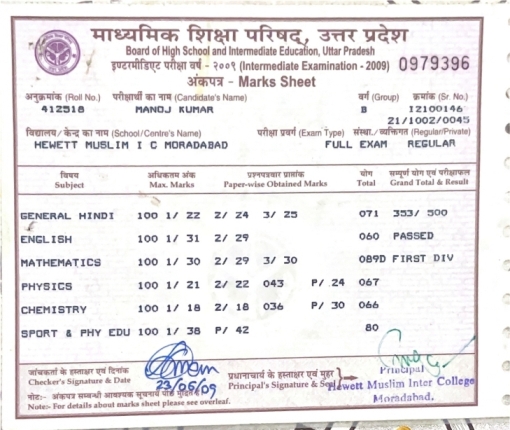 माध्यमिक शिक्षा परिषद्, उत्तर प्रदेश
Board of High School and Intermediate Education, Uttar Pradesh
इण्टरमीडिएट परीक्षा वर्ष - २००९ (Intermediate Examination - 2009) 0979396
अंकपत्र - Marks Sheet
अनुक्रमांक (Roll No.) परीक्षार्थी का नाम (Candidate's Name) वर्ग (Group) क्रमांक (Sr. No.)
412518 MANOJ KUMAR B I2100146
21/1002/0045
विद्यालय/ केन्द्र का नाम (School/Centre's Name) परीक्षा प्रवर्ग (Exam Type) संस्था./व्यक्तिगत (Regular/Private)
HEWETT MUSLIM I C MORADABAD FULL EXAM REGULAR
विषय अधिकतम अंक प्रश्नपत्रवार प्राप्तांक योग सम्पूर्ण योग एवं परीक्षाफल
Subject Max. Marks Paper-wise Obtained Marks Total Grand Total & Result
GENERAL HINDI 100 1/ 22 2/ 24 3/ 25 071 353/ 500
ENGLISH 100 1/ 31 2/ 29 060 PASSED
MATHEMATICS 100 1/ 30 2/ 29 3/ 30 089D FIRST DIV
PHYSICS 100 1/ 21 2/ 22 043 P/ 24 067
CHEMISTRY 100 1/ 18 2/ 18 036 P/ 30 066
SPORT & PHY EDU 100 1/ 38 P/ 42 80
जांचकर्ता के हस्ताक्षर एवं दिनांक
Checker's Signature & Date 23/06/09
प्रधानाचार्य के हस्ताक्षर एवं मुहर
Principal's Signature & Seal
Principal
Hewett Muslim Inter College
Moradabad.
नोट:- अंकपत्र सम्बन्धी आवश्यक सूचनायें
Note:- For details about marks sheet please see overleaf.